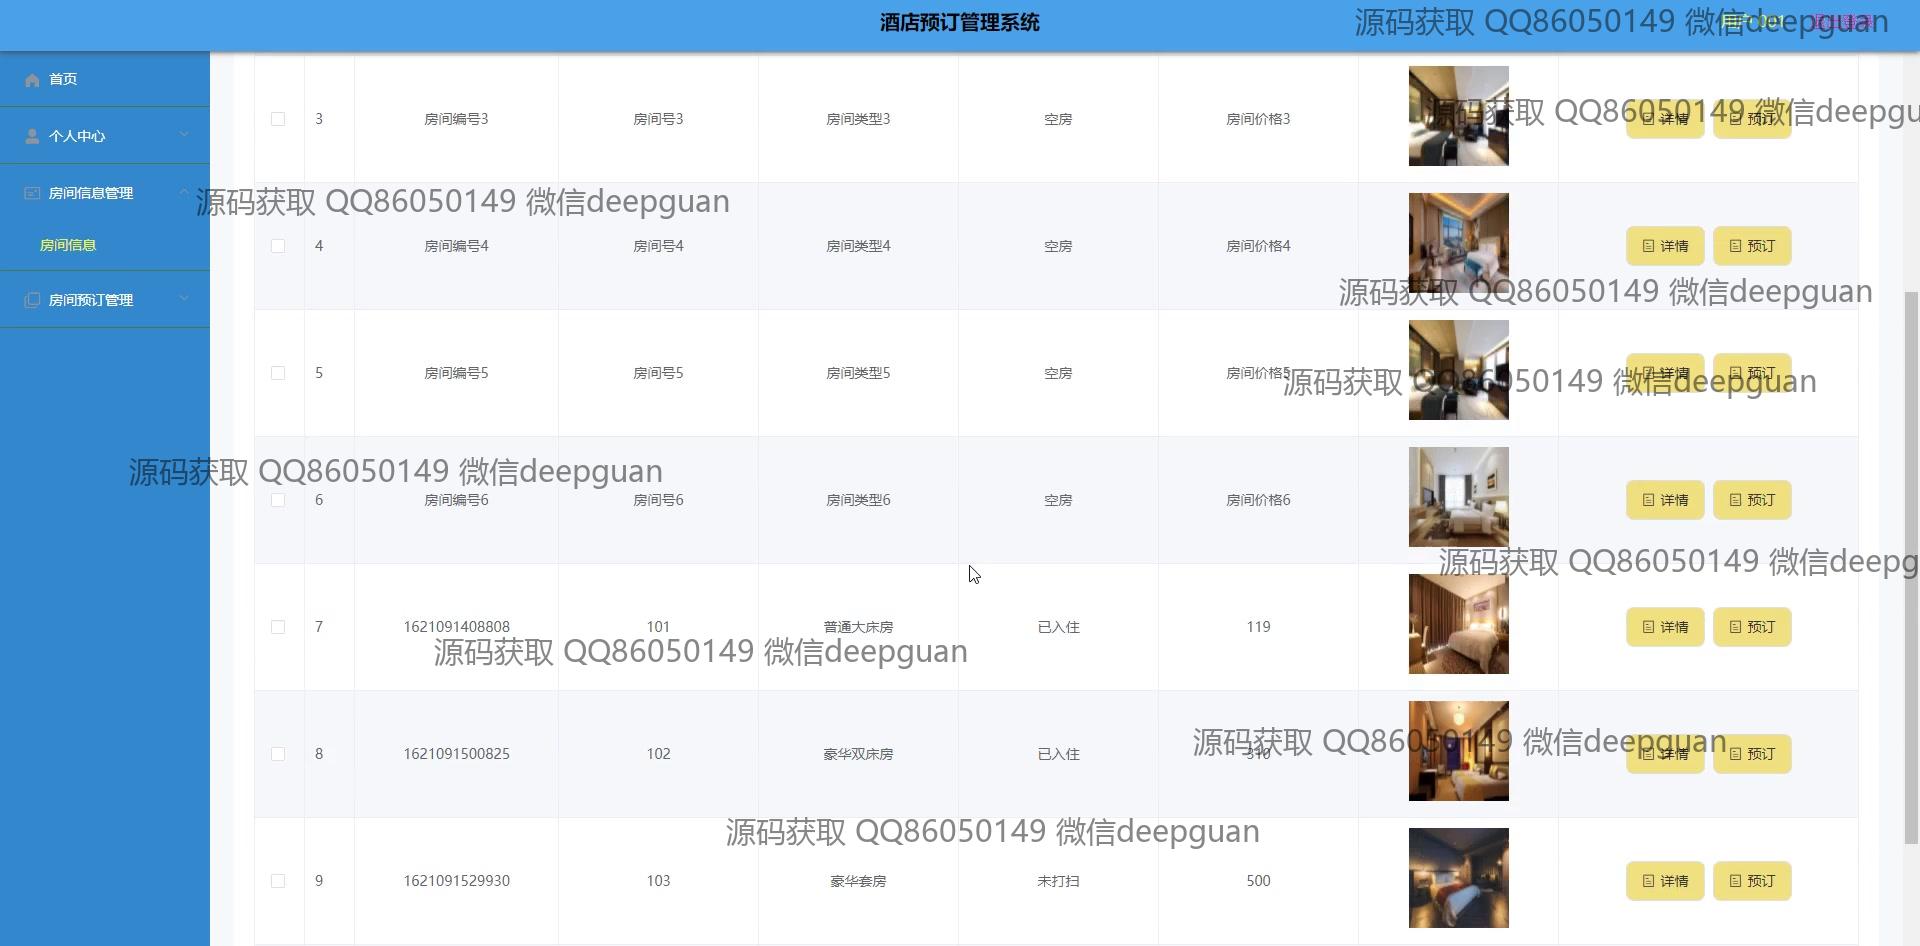 酒店预订管理系统
源码获取 QQ86050149 微信deepguan
首页
个人中心
房间信息管理
房间信息
房间预订管理
3 房间编号3 房间号3 房间类型3 空房 房间价格3 详情 预订
源码获取 QQ86050149 微信deepgu
源码获取 QQ86050149 微信deepguan
4 房间编号4 房间号4 房间类型4 空房 房间价格4 详情 预订
源码获取 QQ86050149 微信deepguan
5 房间编号5 房间号5 房间类型5 空房 房间价格5 详情 预订
源码获取 QQ86050149 微信deepguan
源码获取 QQ86050149 微信deepguan
6 房间编号6 房间号6 房间类型6 空房 房间价格6 详情 预订
源码获取 QQ86050149 微信deepg
7 1621091408808 101 普通大床房 已入住 119 详情 预订
源码获取 QQ86050149 微信deepguan
源码获取 QQ86050149 微信deepguan
8 1621091500825 102 豪华双床房 已入住 310 详情 预订
源码获取 QQ86050149 微信deepguan
9 1621091529930 103 豪华套房 未打扫 500 详情 预订